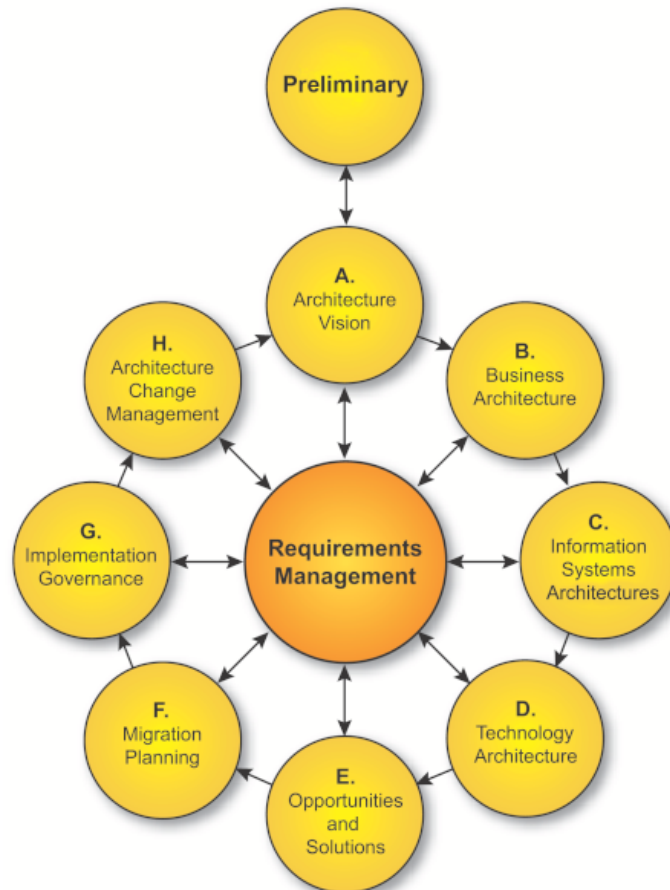 Preliminary
A.
Architecture
Vision
B.
Business
Architecture
C.
Information
Systems
Architectures
D.
Technology
Architecture
E.
Opportunities
and
Solutions
F.
Migration
Planning
G.
Implementation
Governance
H.
Architecture
Change
Management
Requirements
Management